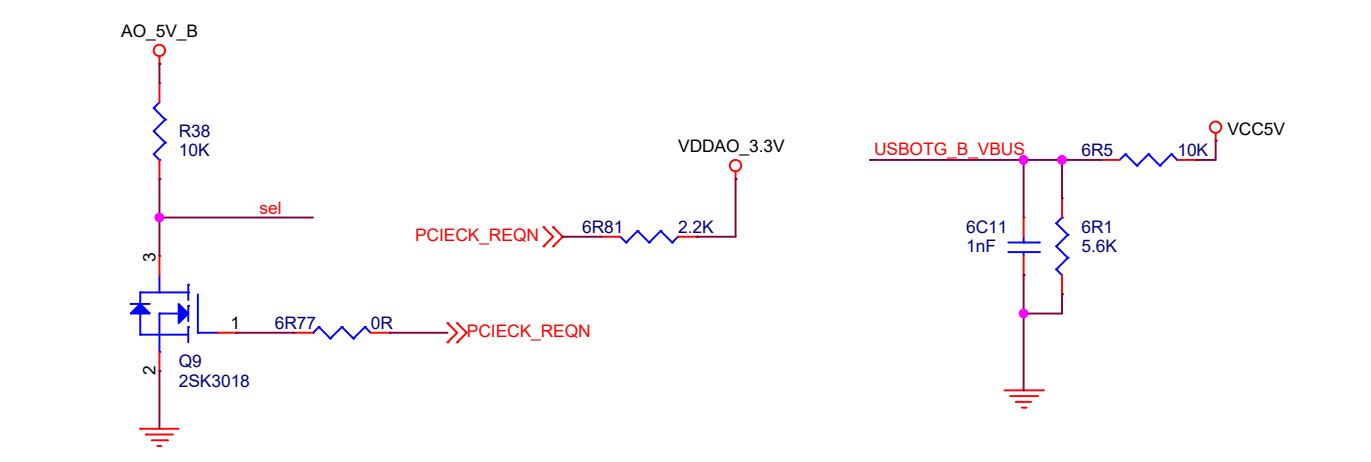 AO_5V_B
R38
10K
sel
3
1
2
Q9
2SK3018
6R77
0R
PCIECK_REQN
VDDAO_3.3V
PCIECK_REQN
6R81
2.2K
USBOTG_B_VBUS
6R5
10K
VCC5V
6C11
1nF
6R1
5.6K